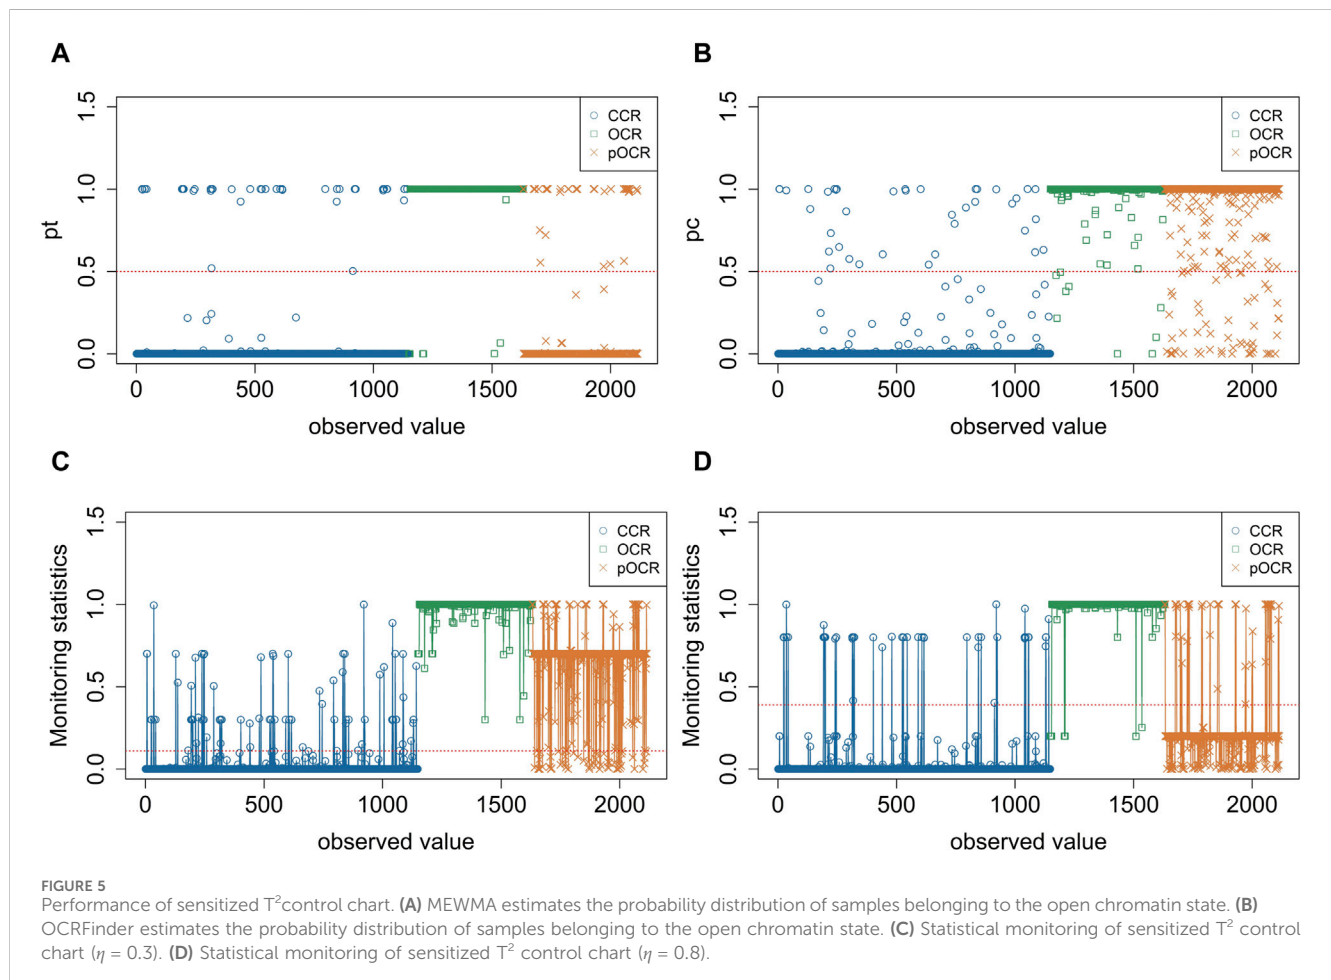 A
pt
0.0 0.5 1.0 1.5
CCR
OCR
pOCR
0 500 1000 1500 2000
observed value
B
pc
0.0 0.5 1.0 1.5
CCR
OCR
pOCR
0 500 1000 1500 2000
observed value
C
Monitoring statistics
0.0 0.5 1.0 1.5
CCR
OCR
pOCR
0 500 1000 1500 2000
observed value
D
Monitoring statistics
0.0 0.5 1.0 1.5
CCR
OCR
pOCR
0 500 1000 1500 2000
observed value
FIGURE 5
Performance of sensitized T²control chart. (A) MEWMA estimates the probability distribution of samples belonging to the open chromatin state. (B)
OCRFinder estimates the probability distribution of samples belonging to the open chromatin state. (C) Statistical monitoring of sensitized T² control
chart (η = 0.3). (D) Statistical monitoring of sensitized T² control chart (η = 0.8).